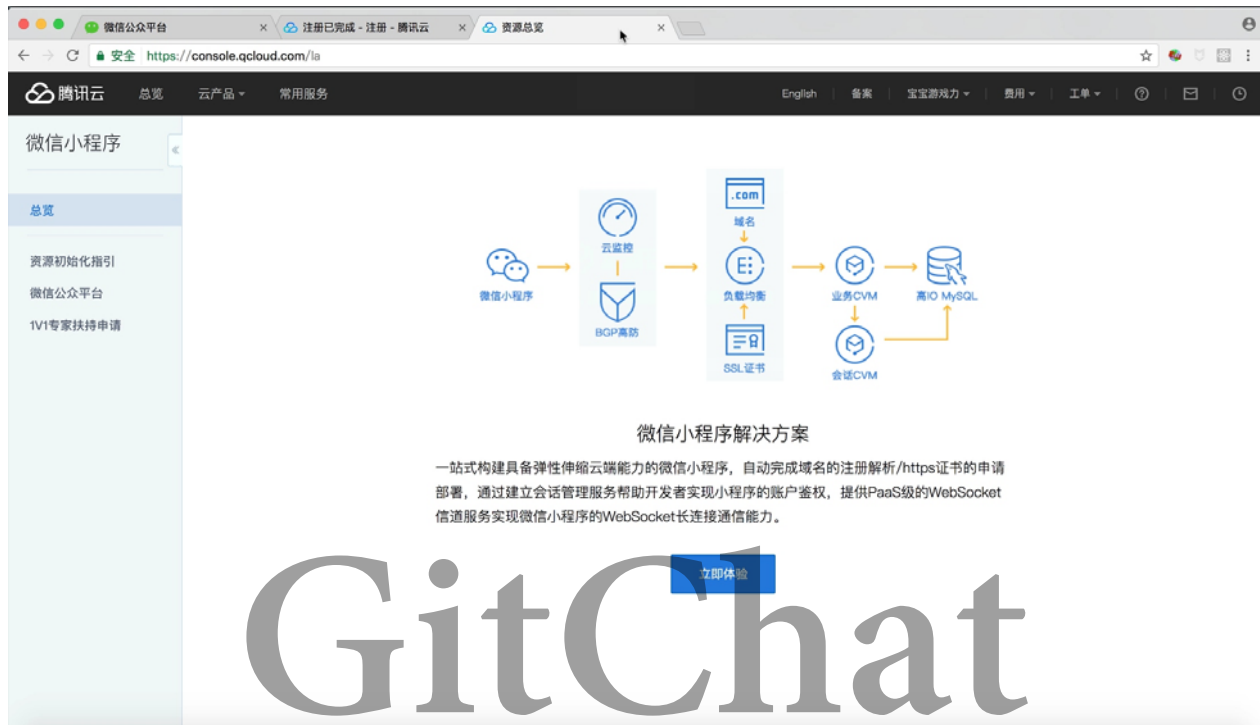 微信公众平台
注册已完成 - 注册 - 腾讯云
资源总览
安全 https://console.qcloud.com/la
腾讯云 总览 云产品 常用服务 English 备案 宝宝游戏力 费用 工单
微信小程序
总览
资源初始化指引
微信公众平台
1V1专家扶持申请
.com
域名
云监控
微信小程序
负载均衡
业务CVM
高IO MySQL
BGP高防
SSL证书
会话CVM
微信小程序解决方案
一站式构建具备弹性伸缩云端能力的微信小程序，自动完成域名的注册解析/https证书的申请
部署，通过建立会话管理服务帮助开发者实现小程序的账户鉴权，提供PaaS级的WebSocket
信道服务实现微信小程序的WebSocket长连接通信能力。
立即体验
GitChat